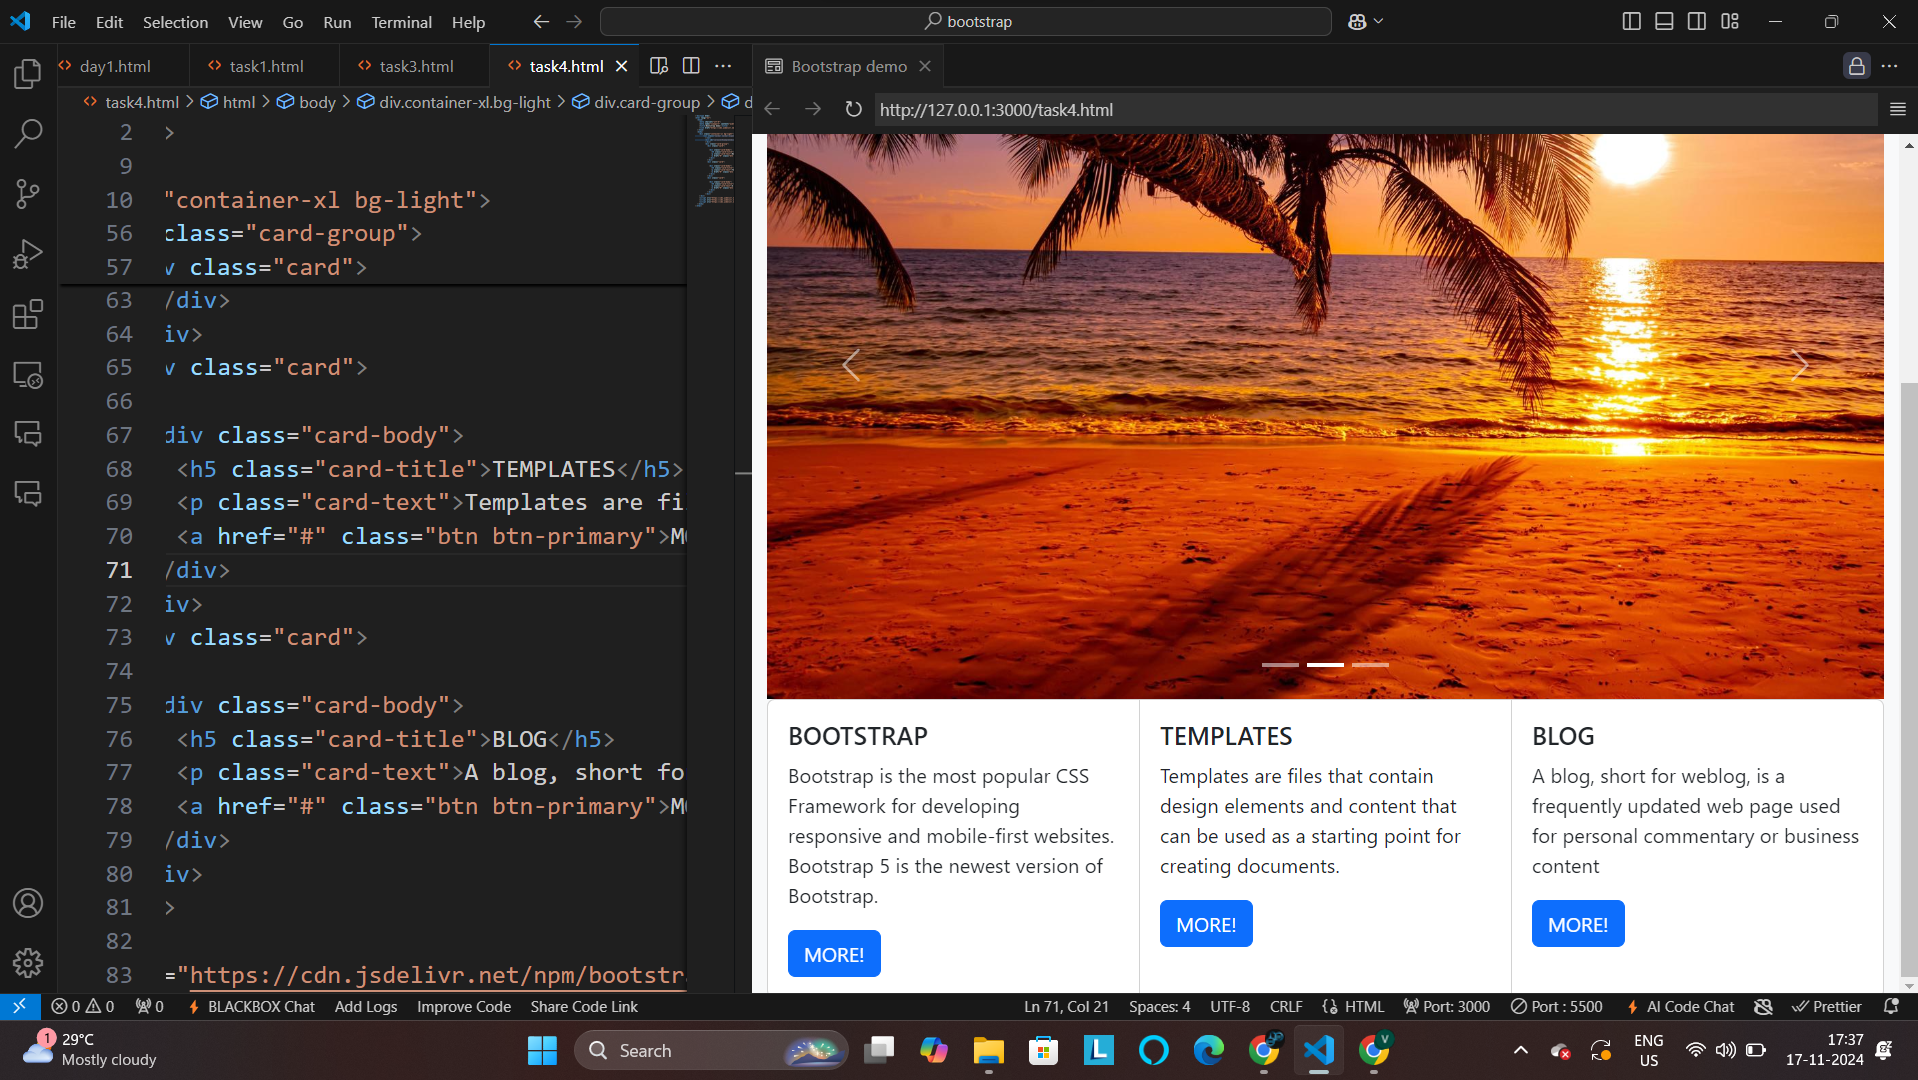 File Edit Selection View Go Run Terminal Help
bootstrap
day1.html task1.html task3.html task4.html
Bootstrap demo
task4.html html body div.container-xl.bg-light div.card-group d
http://127.0.0.1:3000/task4.html
2 >
9
10 "container-xl bg-light">
56 class="card-group">
57 v class="card">
63 /div>
64 iv>
65 v class="card">
66
67 div class="card-body">
68 <h5 class="card-title">TEMPLATES</h5>
69 <p class="card-text">Templates are fi
70 <a href="#" class="btn btn-primary">M
71 /div>
72 iv>
73 v class="card">
74
75 div class="card-body">
76 <h5 class="card-title">BLOG</h5>
77 <p class="card-text">A blog, short fo
78 <a href="#" class="btn btn-primary">M
79 /div>
80 iv>
81 >
82
83 ="https://cdn.jsdelivr.net/npm/bootstr
BOOTSTRAP
Bootstrap is the most popular CSS
Framework for developing
responsive and mobile-first websites.
Bootstrap 5 is the newest version of
Bootstrap.
MORE!
TEMPLATES
Templates are files that contain
design elements and content that
can be used as a starting point for
creating documents.
MORE!
BLOG
A blog, short for weblog, is a
frequently updated web page used
for personal commentary or business
content
MORE!
0 0 0 BLACKBOX Chat Add Logs Improve Code Share Code Link Ln 71, Col 21 Spaces: 4 UTF-8 CRLF HTML Port: 3000 Port : 5500 AI Code Chat Prettier
1
29°C
Mostly cloudy
Search
L
V
ENG
US
17:37
17-11-2024